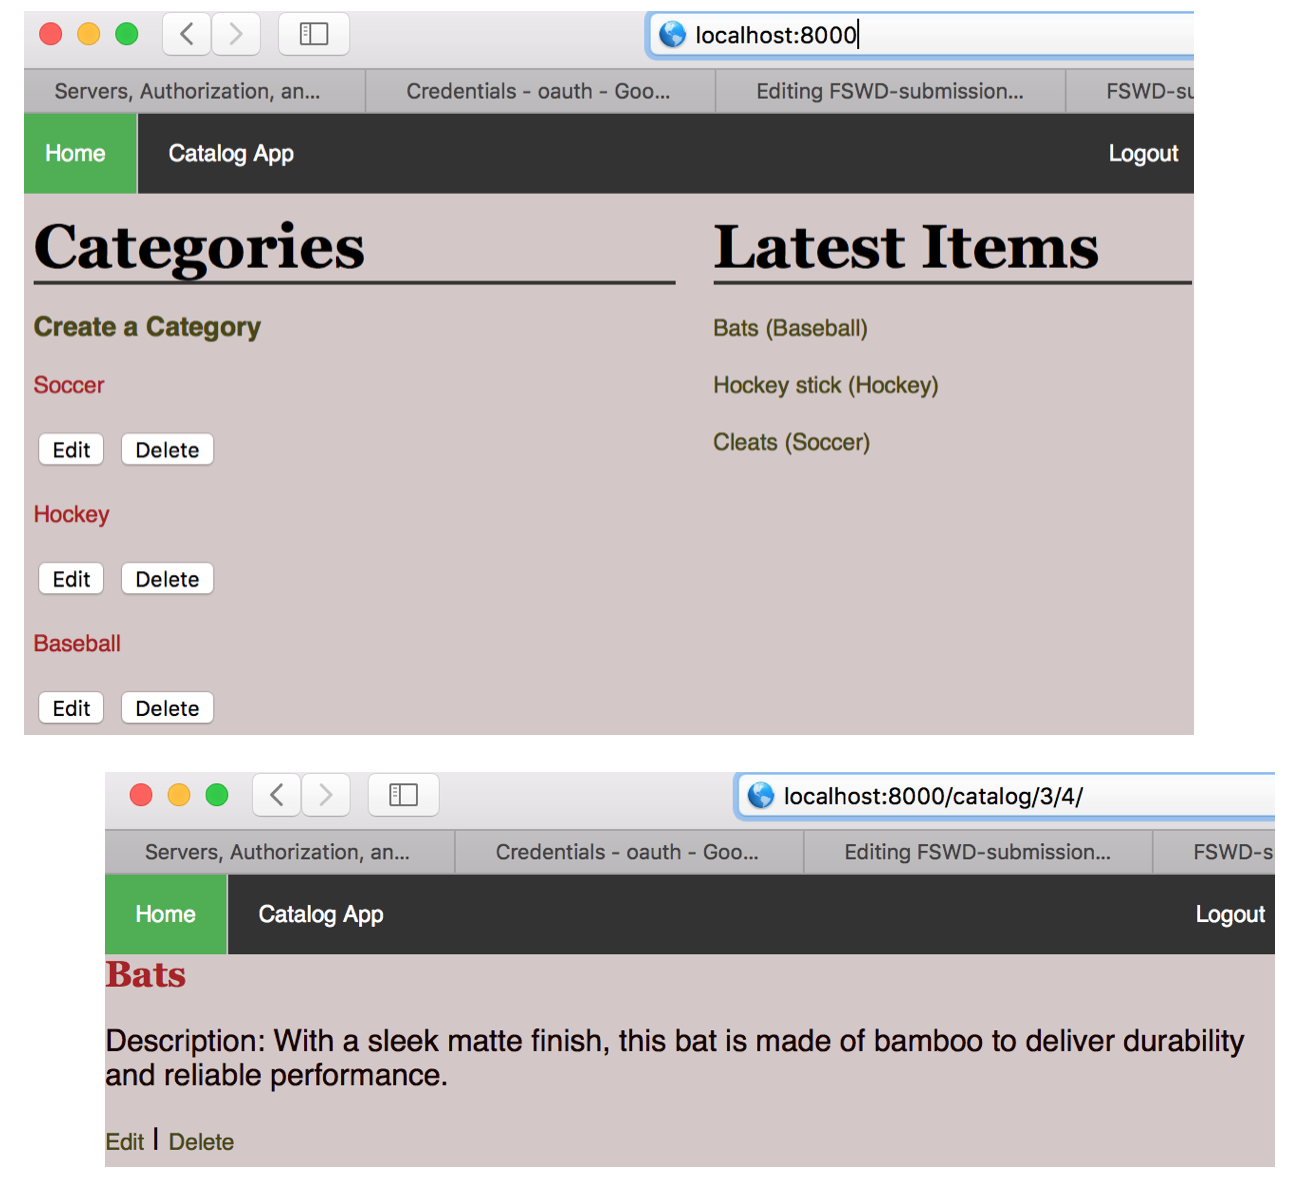 localhost:8000
Servers, Authorization, an... Credentials - oauth - Goo... Editing FSWD-submission... FSWD-su
Home Catalog App Logout
Categories Latest Items
Create a Category Bats (Baseball)
Soccer Hockey stick (Hockey)
Edit Delete Cleats (Soccer)
Hockey
Edit Delete
Baseball
Edit Delete
localhost:8000/catalog/3/4/
Servers, Authorization, an... Credentials - oauth - Goo... Editing FSWD-submission... FSWD-s
Home Catalog App Logout
Bats
Description: With a sleek matte finish, this bat is made of bamboo to deliver durability
and reliable performance.
Edit | Delete